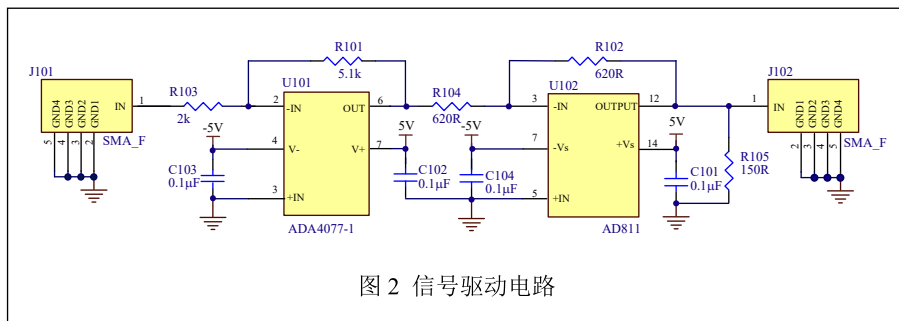 J101
GND4
GND3
GND2
GND1
IN
5
4
3
2
1
SMA_F
R103
2k
R101
5.1k
U101
2
-IN
OUT
6
-5V
4
V-
V+
7
5V
C103
0.1μF
3
+IN
ADA4077-1
C102
0.1μF
R104
620R
R102
620R
U102
3
-IN
OUTPUT
12
-5V
7
-Vs
+Vs
14
5V
C104
0.1μF
5
+IN
AD811
C101
0.1μF
R105
150R
J102
1
IN
GND1
GND2
GND3
GND4
2
3
4
5
SMA_F
图 2 信号驱动电路